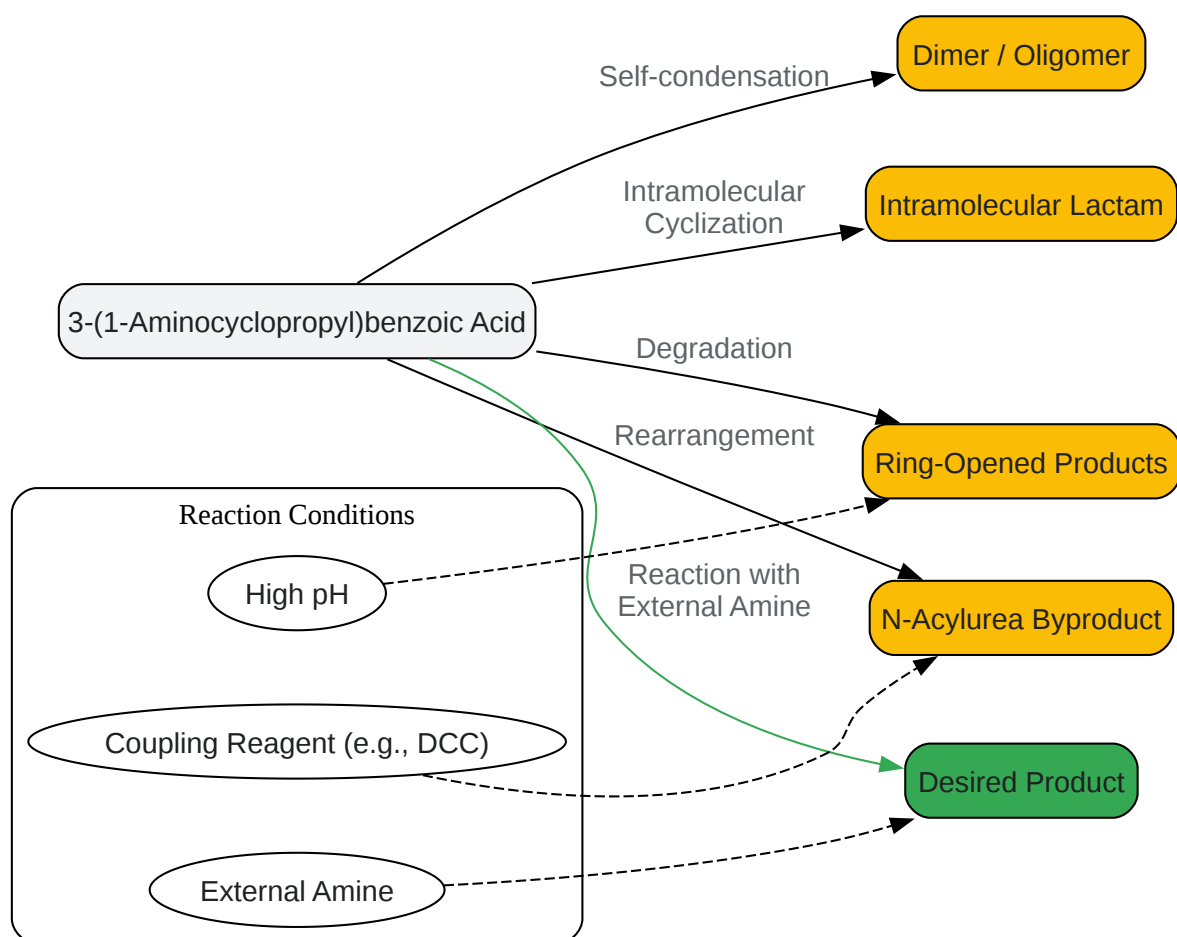 Dimer / Oligomer
Self-condensation
Intramolecular
Cyclization
Intramolecular Lactam
3-(1-Aminocyclopropyl)benzoic Acid
Degradation
Rearrangement
Ring-Opened Products
Reaction Conditions
High pH
Reaction with
External Amine
N-Acylurea Byproduct
Coupling Reagent (e.g., DCC)
Desired Product
External Amine